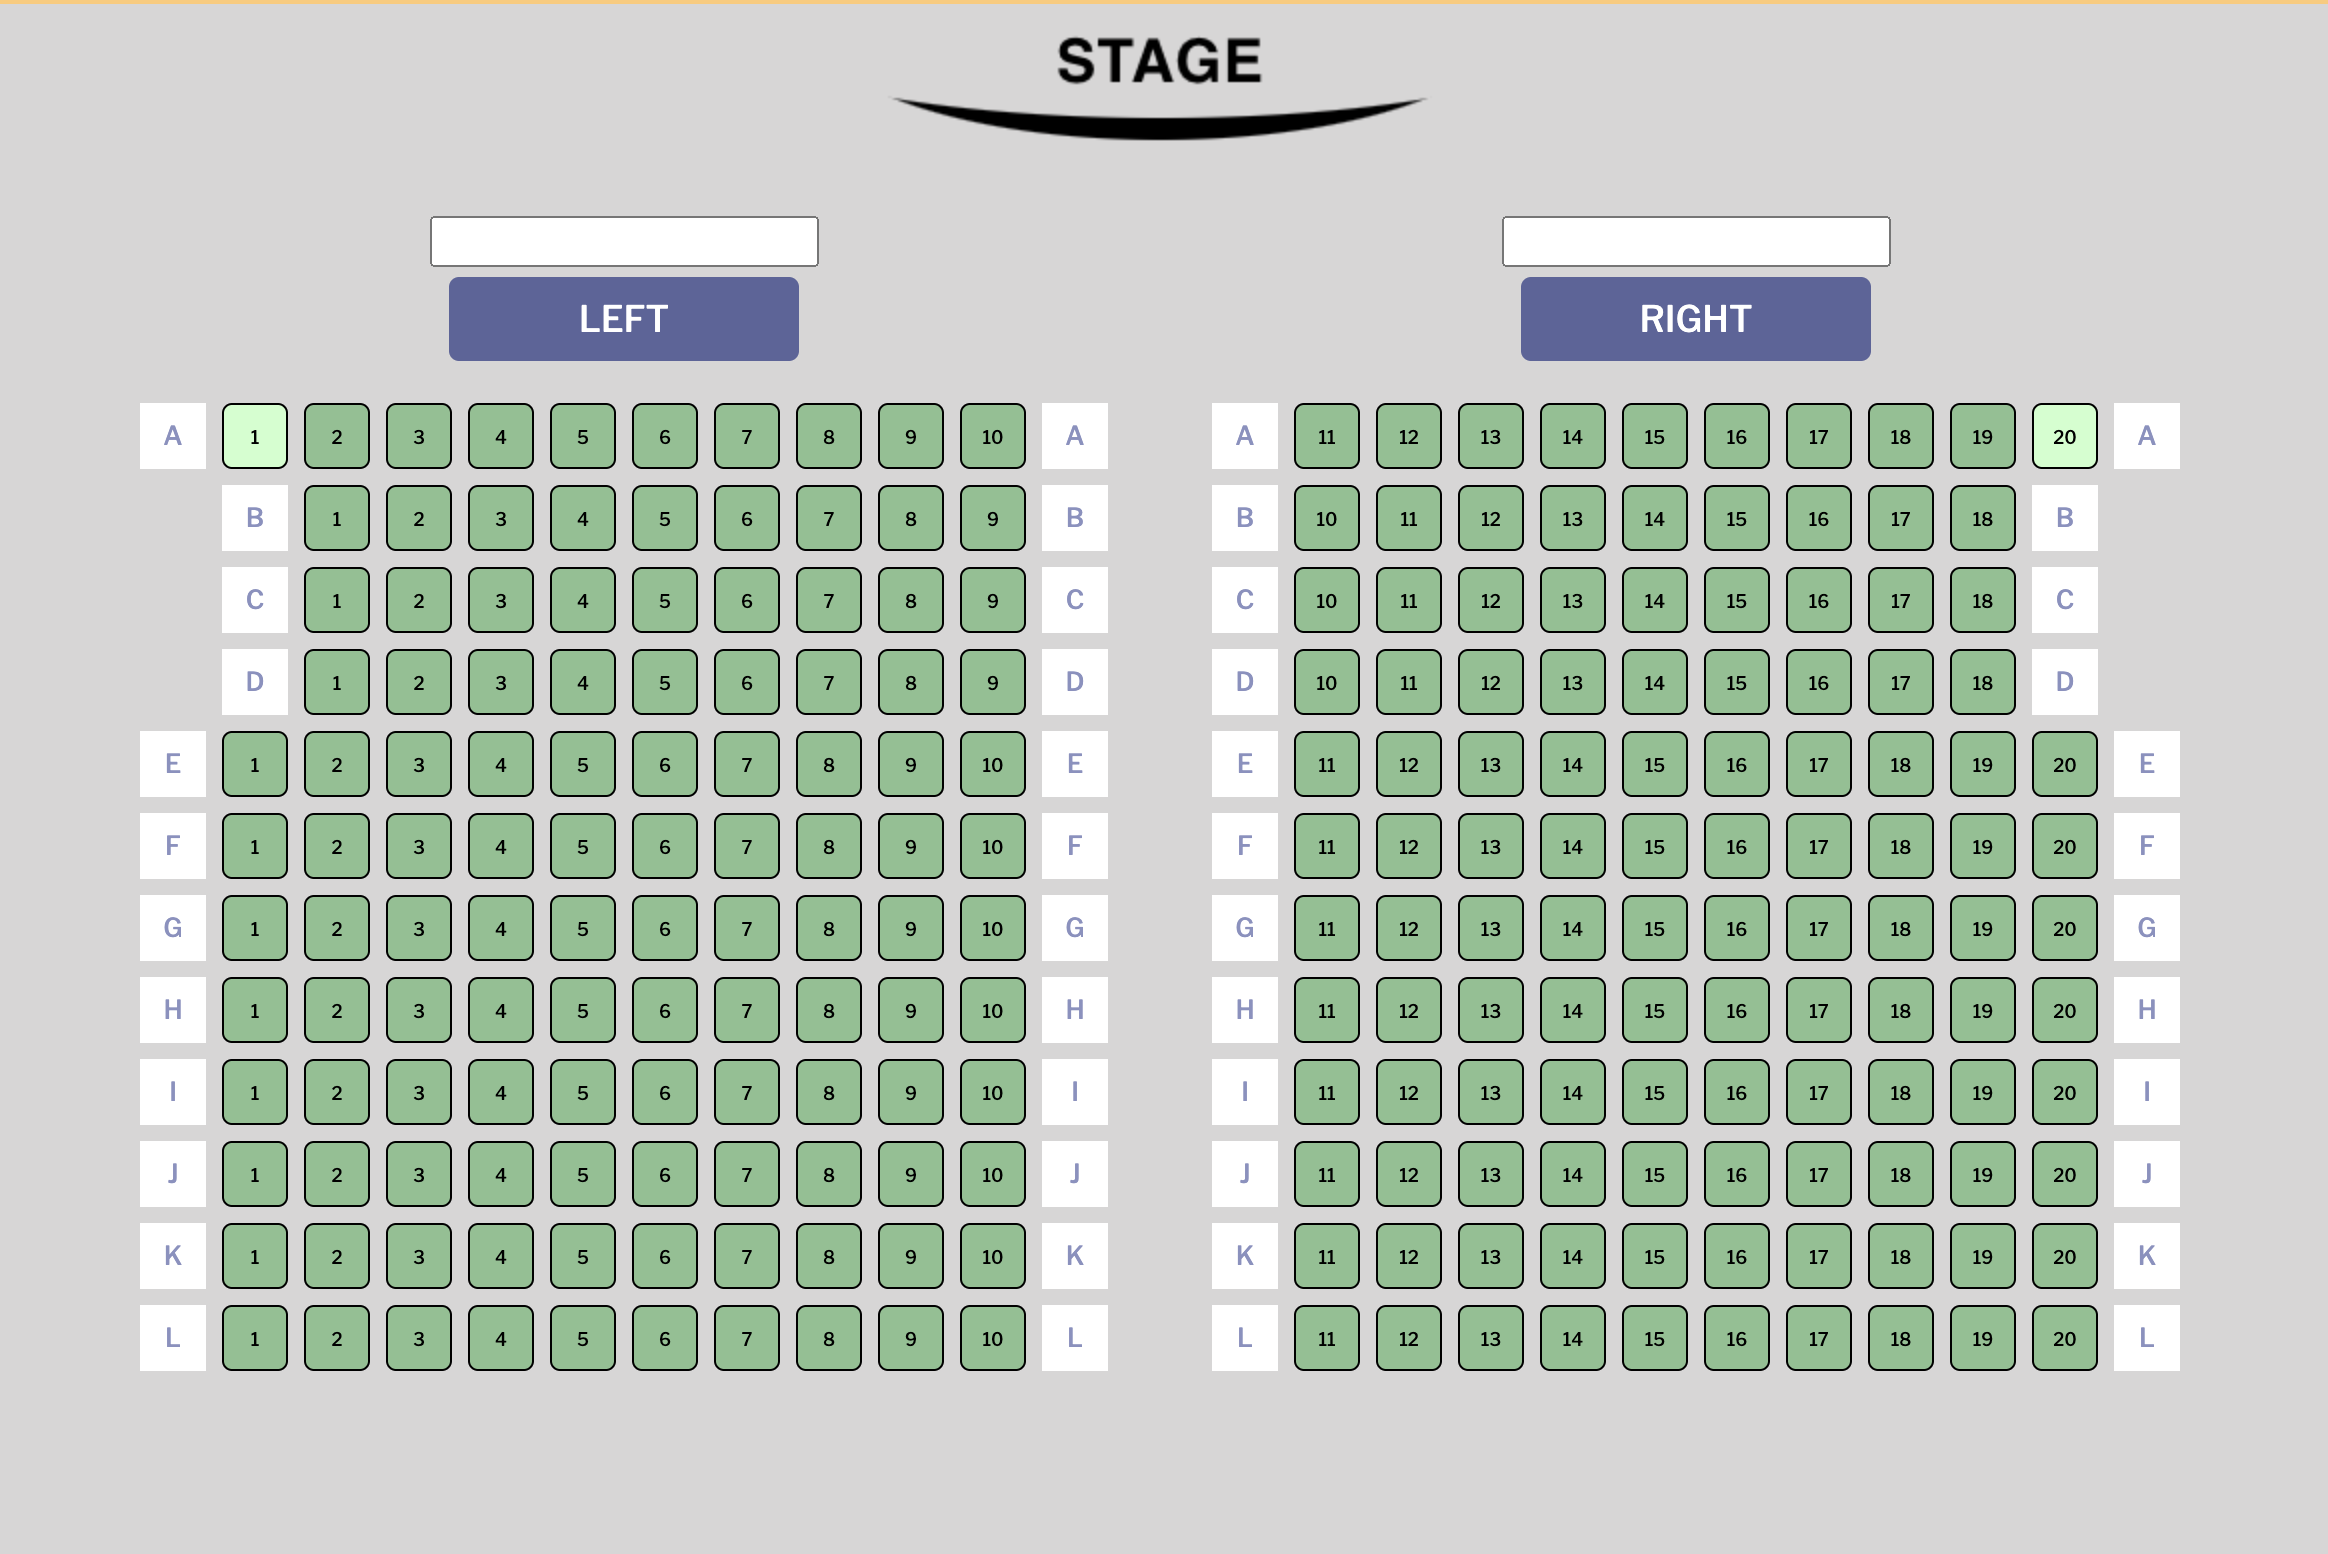 STAGE
LEFT RIGHT
A 1 2 3 4 5 6 7 8 9 10 A A 11 12 13 14 15 16 17 18 19 20 A
B 1 2 3 4 5 6 7 8 9 B B 10 11 12 13 14 15 16 17 18 B
C 1 2 3 4 5 6 7 8 9 C C 10 11 12 13 14 15 16 17 18 C
D 1 2 3 4 5 6 7 8 9 D D 10 11 12 13 14 15 16 17 18 D
E 1 2 3 4 5 6 7 8 9 10 E E 11 12 13 14 15 16 17 18 19 20 E
F 1 2 3 4 5 6 7 8 9 10 F F 11 12 13 14 15 16 17 18 19 20 F
G 1 2 3 4 5 6 7 8 9 10 G G 11 12 13 14 15 16 17 18 19 20 G
H 1 2 3 4 5 6 7 8 9 10 H H 11 12 13 14 15 16 17 18 19 20 H
I 1 2 3 4 5 6 7 8 9 10 I I 11 12 13 14 15 16 17 18 19 20 I
J 1 2 3 4 5 6 7 8 9 10 J J 11 12 13 14 15 16 17 18 19 20 J
K 1 2 3 4 5 6 7 8 9 10 K K 11 12 13 14 15 16 17 18 19 20 K
L 1 2 3 4 5 6 7 8 9 10 L L 11 12 13 14 15 16 17 18 19 20 L